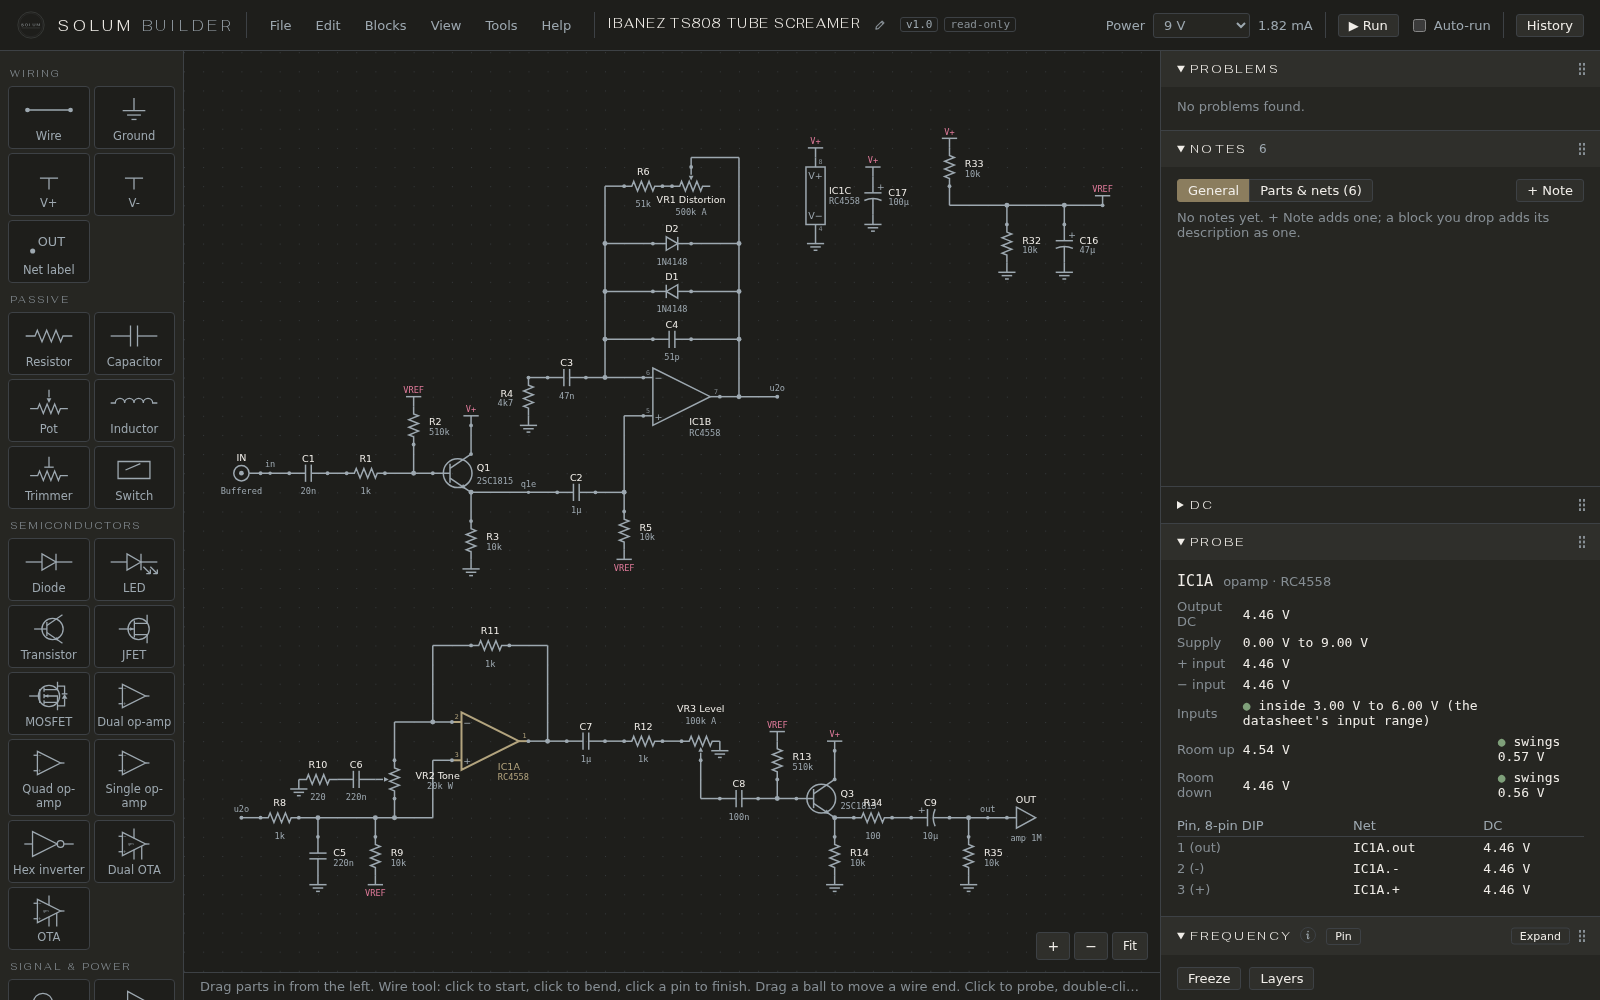 SOLUM BUILDER
File Edit Blocks View Tools Help
IBANEZ TS808 TUBE SCREAMER
v1.0 read-only
Power 9 V 1.82 mA
▶ Run Auto-run History
WIRING
Wire Ground
V+ V-
OUT
Net label
PASSIVE
Resistor Capacitor
Pot Inductor
Trimmer Switch
SEMICONDUCTORS
Diode LED
Transistor JFET
MOSFET Dual op-amp
Quad op-amp Single op-amp
Hex inverter Dual OTA
OTA
SIGNAL & POWER
R6
51k
VR1 Distortion
500k A
D2
1N4148
D1
1N4148
C4
51p
V+
8
V+
V−
4
IC1C
RC4558
V+
+
C17
100µ
V+
R33
10k
VREF
R32
10k
+
C16
47µ
C3
47n
R4
4k7
6
−
5
+
7
IC1B
RC4558
u2o
VREF
R2
510k
V+
IN
in
Buffered
C1
20n
R1
1k
Q1
2SC1815
q1e
C2
1µ
R3
10k
R5
10k
VREF
R11
1k
2
−
3
+
1
IC1A
RC4558
C7
1µ
R12
1k
VR3 Level
100k A
VREF
R13
510k
V+
R10
220
C6
220n
VR2 Tone
20k W
u2o
R8
1k
C5
220n
R9
10k
VREF
C8
100n
Q3
2SC1815
R34
100
+
C9
10µ
out
OUT
amp 1M
R14
10k
R35
10k
+ − Fit
Drag parts in from the left. Wire tool: click to start, click to bend, click a pin to finish. Drag a ball to move a wire end. Click to probe, double-cli…
PROBLEMS
No problems found.
NOTES 6
General Parts & nets (6) + Note
No notes yet. + Note adds one; a block you drop adds its
description as one.
DC
PROBE
IC1A opamp · RC4558
Output DC 4.46 V
Supply 0.00 V to 9.00 V
+ input 4.46 V
− input 4.46 V
Inputs ● inside 3.00 V to 6.00 V (the
datasheet's input range)
Room up 4.54 V ● swings 0.57 V
Room down 4.46 V ● swings 0.56 V
Pin, 8-pin DIP Net DC
1 (out) IC1A.out 4.46 V
2 (-) IC1A.- 4.46 V
3 (+) IC1A.+ 4.46 V
FREQUENCY i Pin Expand
Freeze Layers